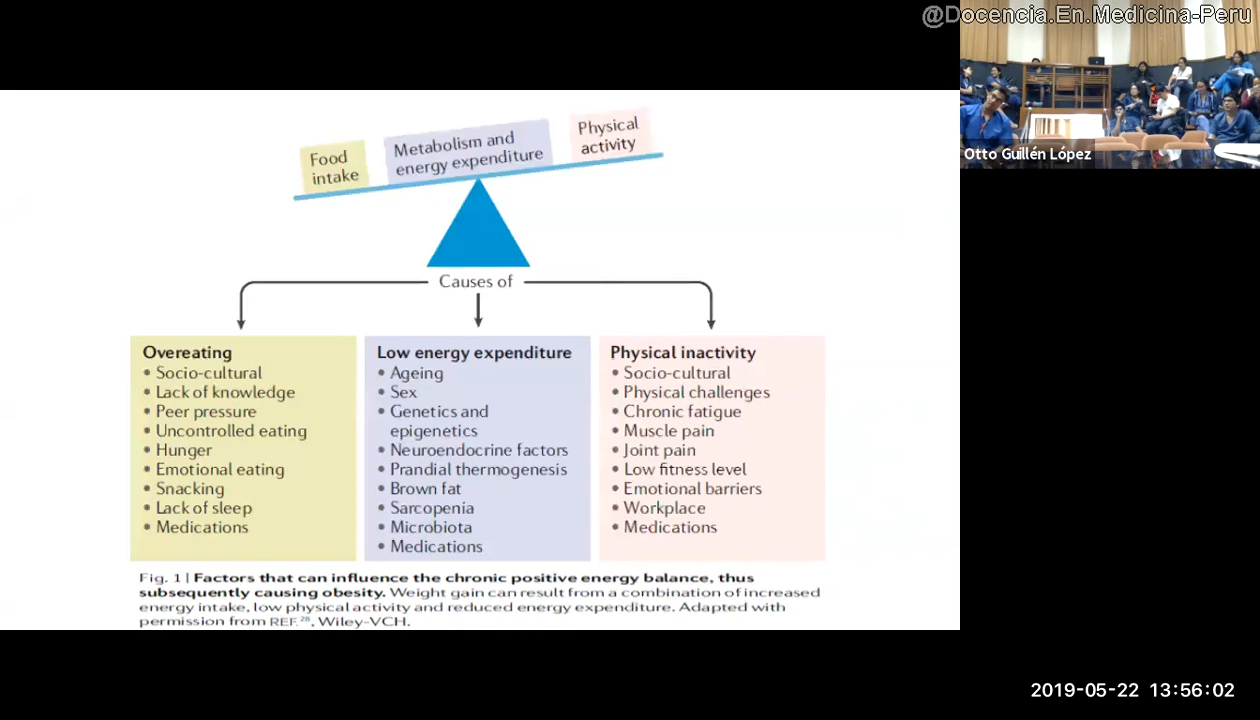 @Docencia.En.Medicina-Peru
Otto Guillén López
Food
intake
Metabolism and
energy expenditure
Physical
activity
Causes of
Overeating
• Socio-cultural
• Lack of knowledge
• Peer pressure
• Uncontrolled eating
• Hunger
• Emotional eating
• Snacking
• Lack of sleep
• Medications
Low energy expenditure
• Ageing
• Sex
• Genetics and
epigenetics
• Neuroendocrine factors
• Prandial thermogenesis
• Brown fat
• Sarcopenia
• Microbiota
• Medications
Physical inactivity
• Socio-cultural
• Physical challenges
• Chronic fatigue
• Muscle pain
• Joint pain
• Low fitness level
• Emotional barriers
• Workplace
• Medications
Fig. 1 | Factors that can influence the chronic positive energy balance, thus
subsequently causing obesity. Weight gain can result from a combination of increased
energy intake, low physical activity and reduced energy expenditure. Adapted with
permission from REF.²⁸, Wiley-VCH.
2019-05-22 13:56:02